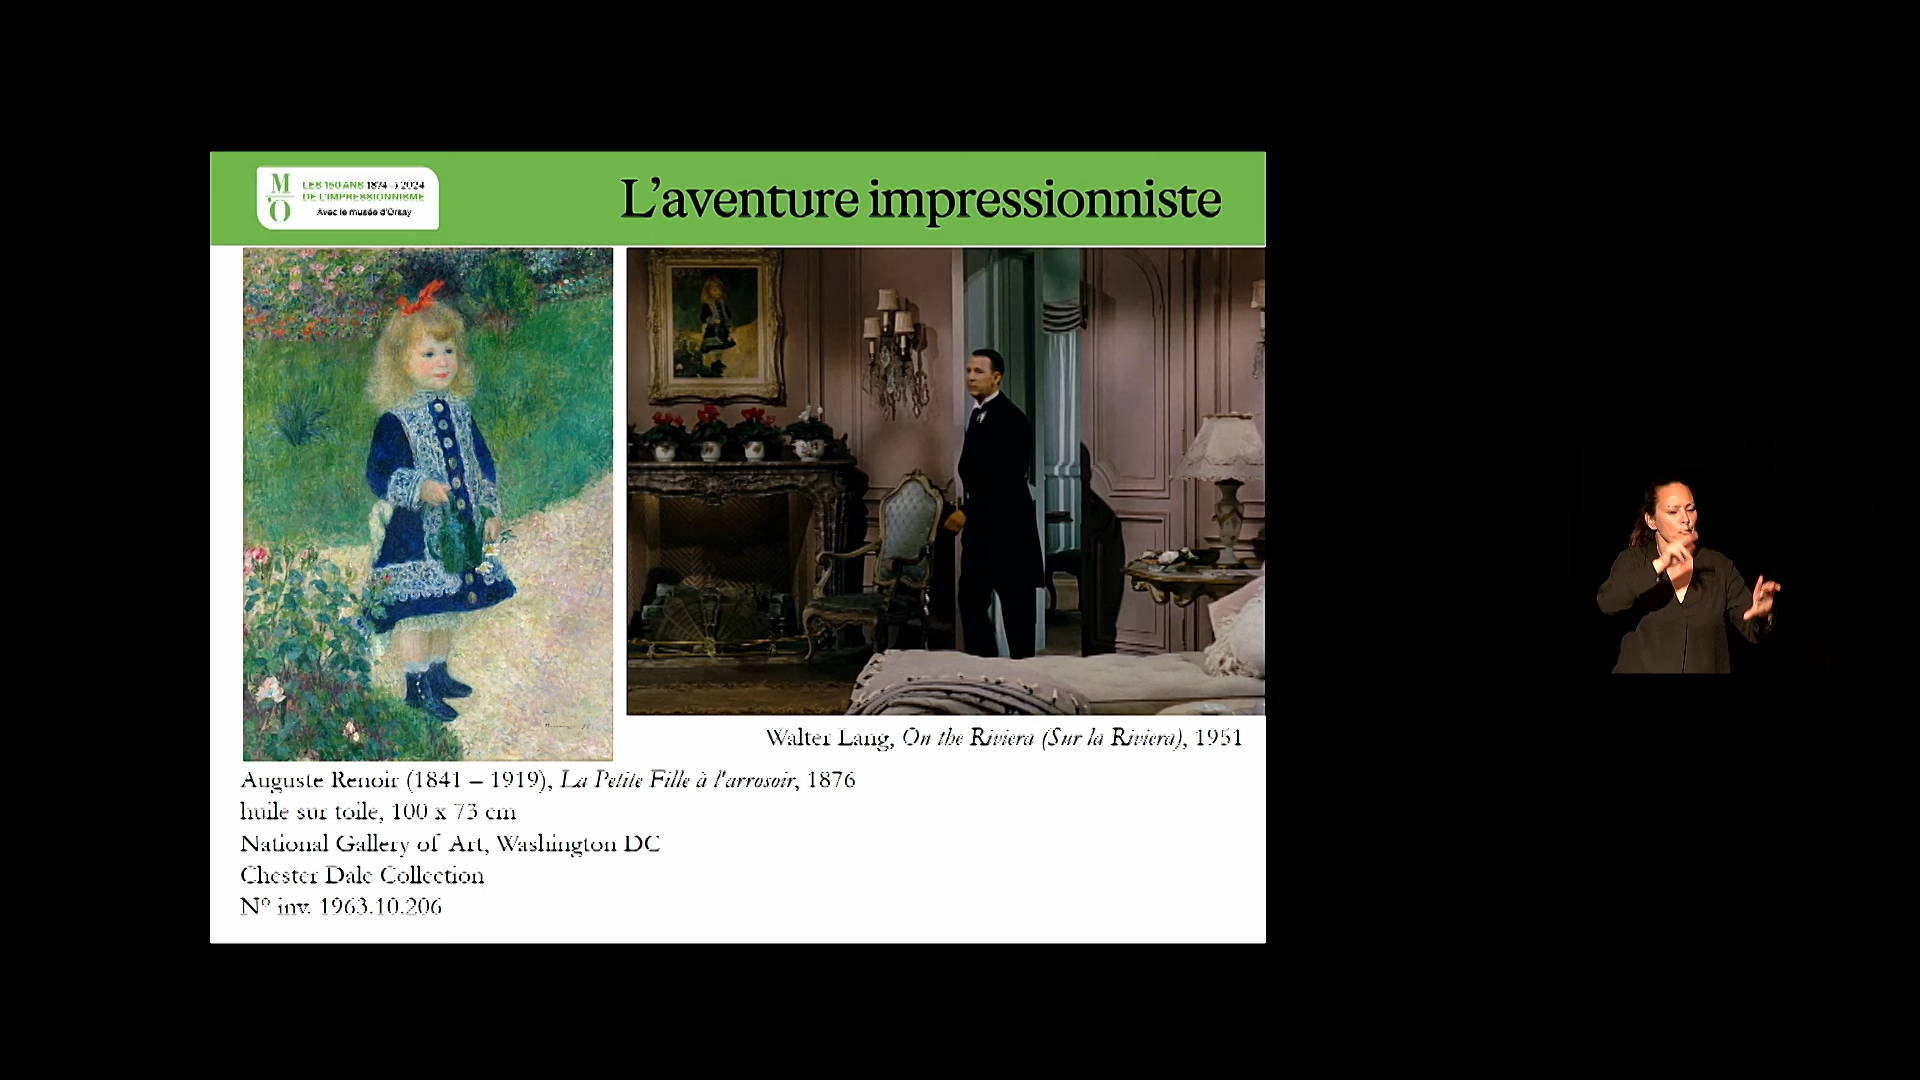 M
'O
LES 150 ANS 1874 → 2024
DE L'IMPRESSIONNISME
Avec le musée d'Orsay
L'aventure impressionniste
Walter Lang, On the Riviera (Sur la Riviera), 1951
Auguste Renoir (1841 – 1919), La Petite Fille à l'arrosoir, 1876
huile sur toile, 100 x 73 cm
National Gallery of Art, Washington DC
Chester Dale Collection
N° inv. 1963.10.206